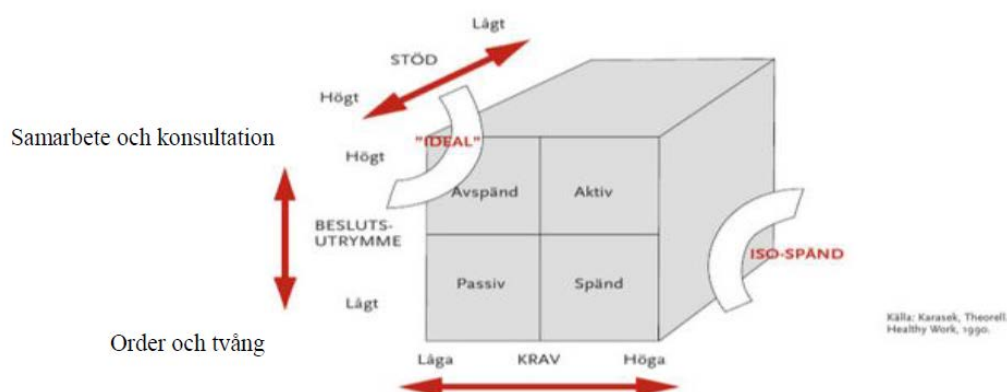 Lågt
STÖD
Högt
Samarbete och konsultation
Högt
"IDEAL"
Avspänd
Aktiv
BESLUTS-
UTRYMME
ISO-SPÄND
Passiv
Spänd
Lågt
Källa: Karasek, Theorell
Healthy Work, 1990.
Order och tvång
Låga
KRAV
Höga